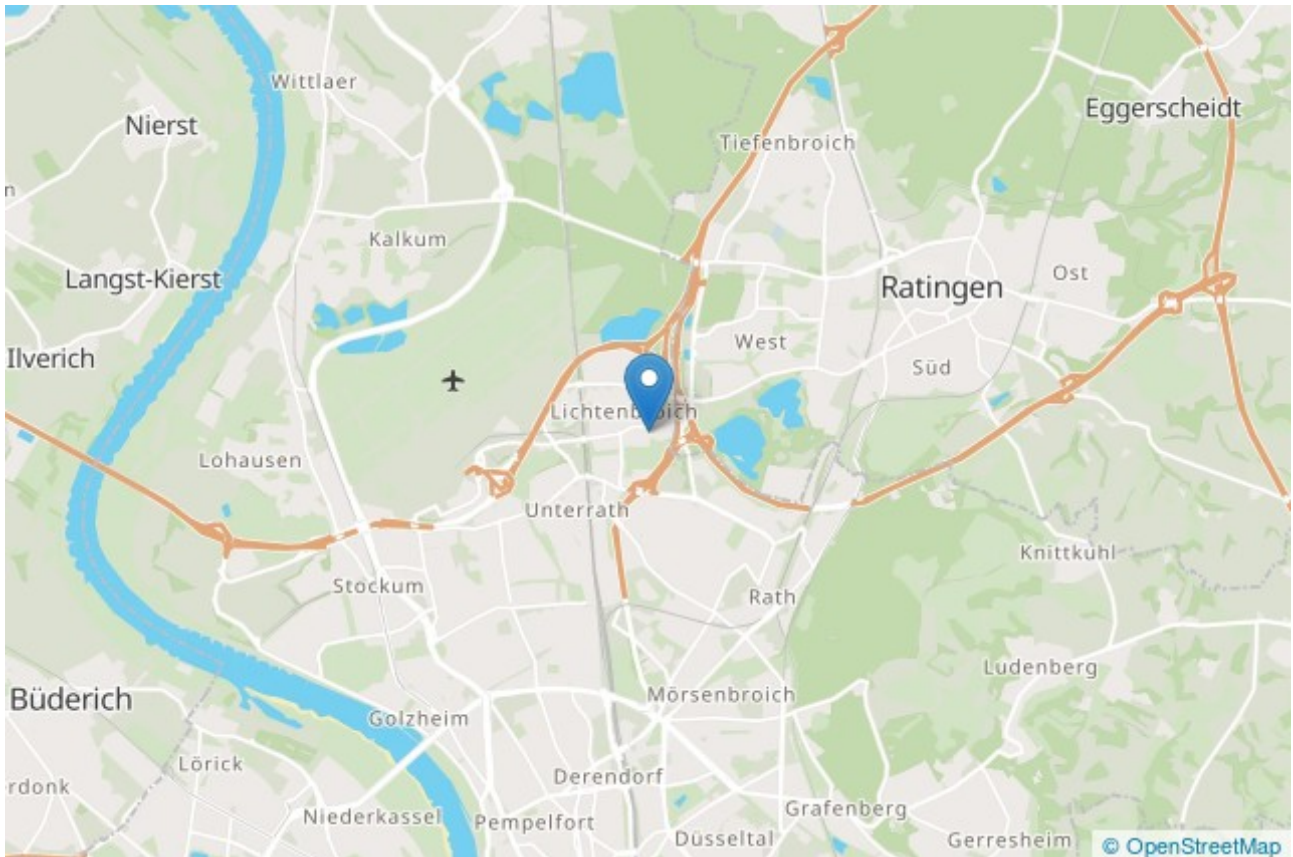 Wittlaer
Eggerscheidt
Nierst
Tiefenbroich
n
Kalkum
Ost
Langst-Kierst
Ratingen
West
Ilverich
Süd
Lichtenbroich
Lohausen
Unterrath
Knittkuhl
Stockum
Rath
Ludenberg
Büderich
Mörsenbroich
Golzheim
Lörick
Derendorf
erdonk
Grafenberg
Niederkassel
Pempelfort
Düsseltal
Gerresheim
© OpenStreetMap